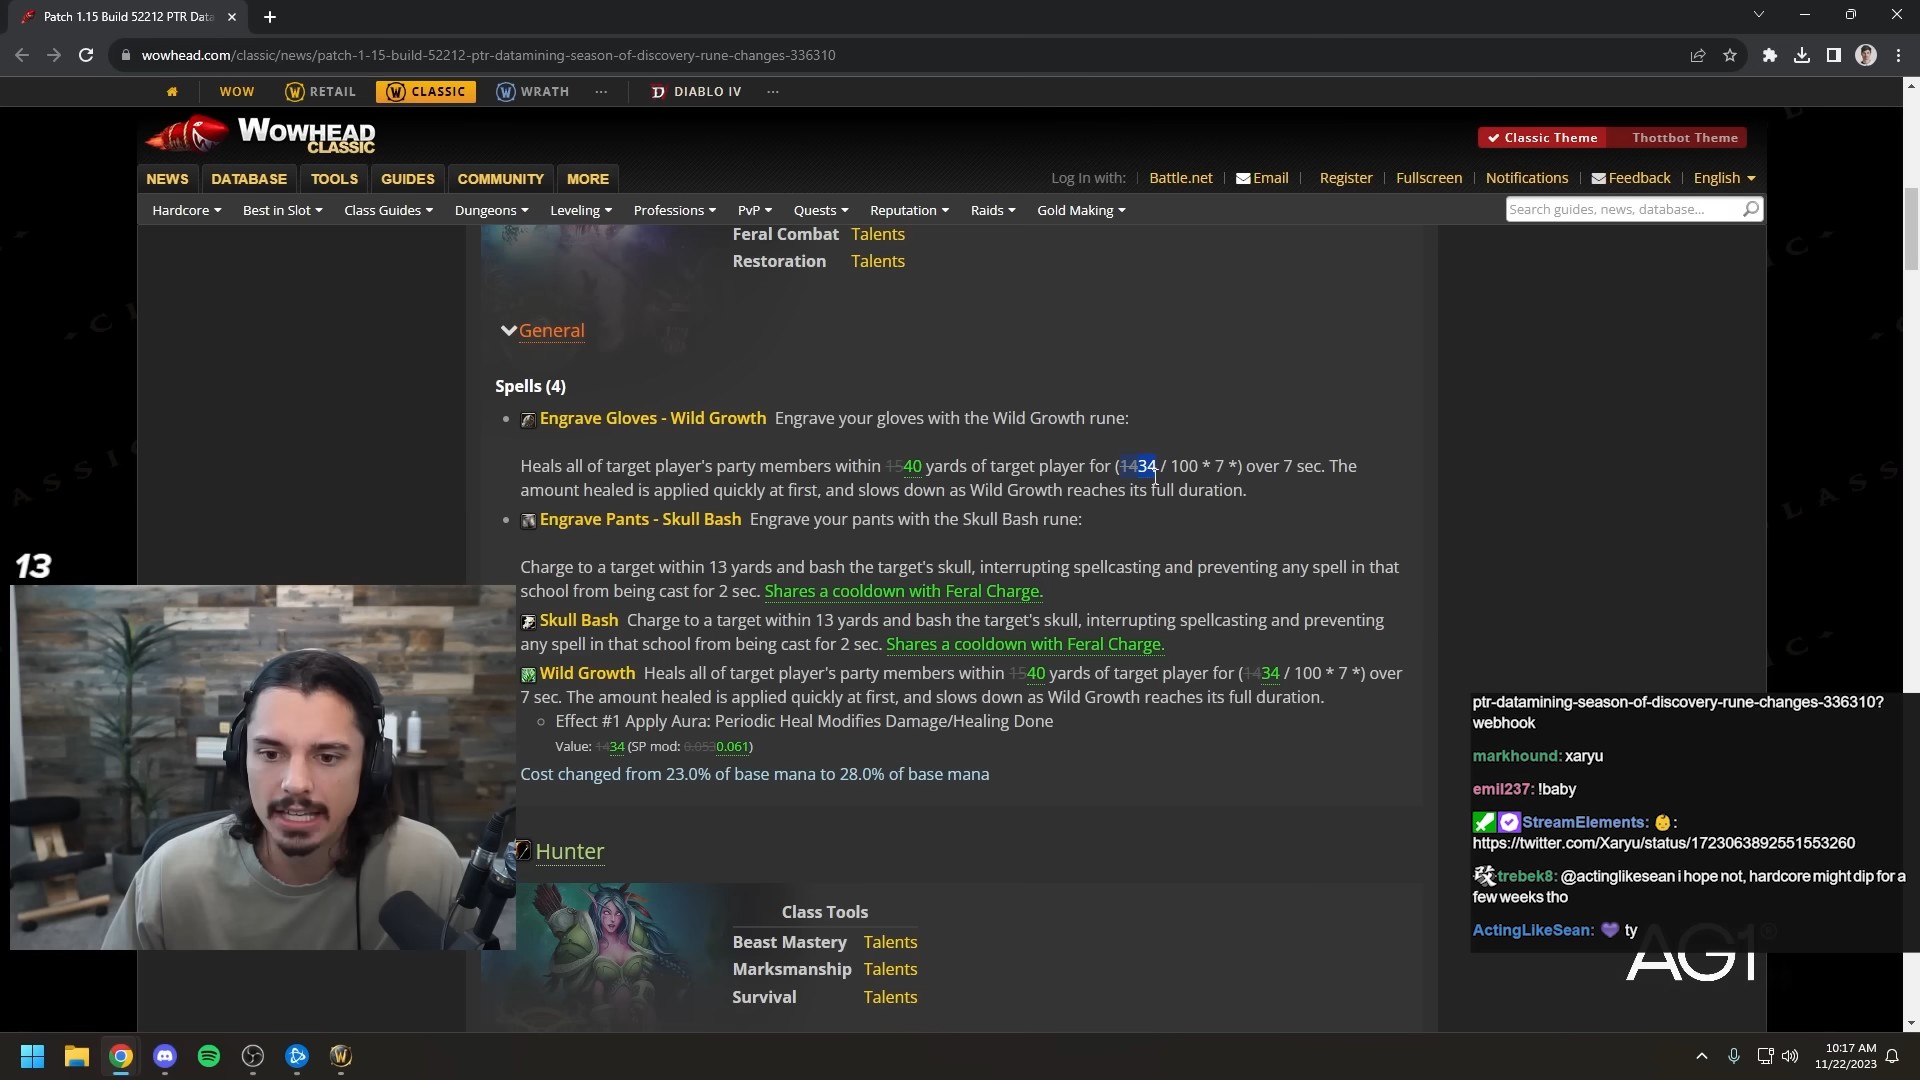 Patch 1.15 Build 52212 PTR Data
wowhead.com/classic/news/patch-1-15-build-52212-ptr-datamining-season-of-discovery-rune-changes-336310
WOW RETAIL CLASSIC WRATH ... DIABLO IV ...
WOWHEAD
CLASSIC
Classic Theme Thottbot Theme
NEWS DATABASE TOOLS GUIDES COMMUNITY MORE
Log In with: Battle.net Email Register Fullscreen Notifications Feedback English
Hardcore Best in Slot Class Guides Dungeons Leveling Professions PvP Quests Reputation Raids Gold Making
Search guides, news, database...
Feral Combat Talents
Restoration Talents
General
Spells (4)
Engrave Gloves - Wild Growth Engrave your gloves with the Wild Growth rune:
Heals all of target player's party members within 1540 yards of target player for (1434 / 100 * 7 *) over 7 sec. The
amount healed is applied quickly at first, and slows down as Wild Growth reaches its full duration.
Engrave Pants - Skull Bash Engrave your pants with the Skull Bash rune:
Charge to a target within 13 yards and bash the target's skull, interrupting spellcasting and preventing any spell in that
school from being cast for 2 sec. Shares a cooldown with Feral Charge.
Skull Bash Charge to a target within 13 yards and bash the target's skull, interrupting spellcasting and preventing
any spell in that school from being cast for 2 sec. Shares a cooldown with Feral Charge.
Wild Growth Heals all of target player's party members within 1540 yards of target player for (1434 / 100 * 7 *) over
7 sec. The amount healed is applied quickly at first, and slows down as Wild Growth reaches its full duration.
Effect #1 Apply Aura: Periodic Heal Modifies Damage/Healing Done
Value: 1434 (SP mod: 0.0530.061)
Cost changed from 23.0% of base mana to 28.0% of base mana
Hunter
Class Tools
Beast Mastery Talents
Marksmanship Talents
Survival Talents
13
ptr-datamining-season-of-discovery-rune-changes-336310?
webhook
markhound: xaryu
emil237: !baby
StreamElements: 👶:
https://twitter.com/Xaryu/status/1723063892551553260
trebek8: @actinglikesean i hope not, hardcore might dip for a
few weeks tho
ActingLikeSean: 💜 ty
AG1
10:17 AM
11/22/2023